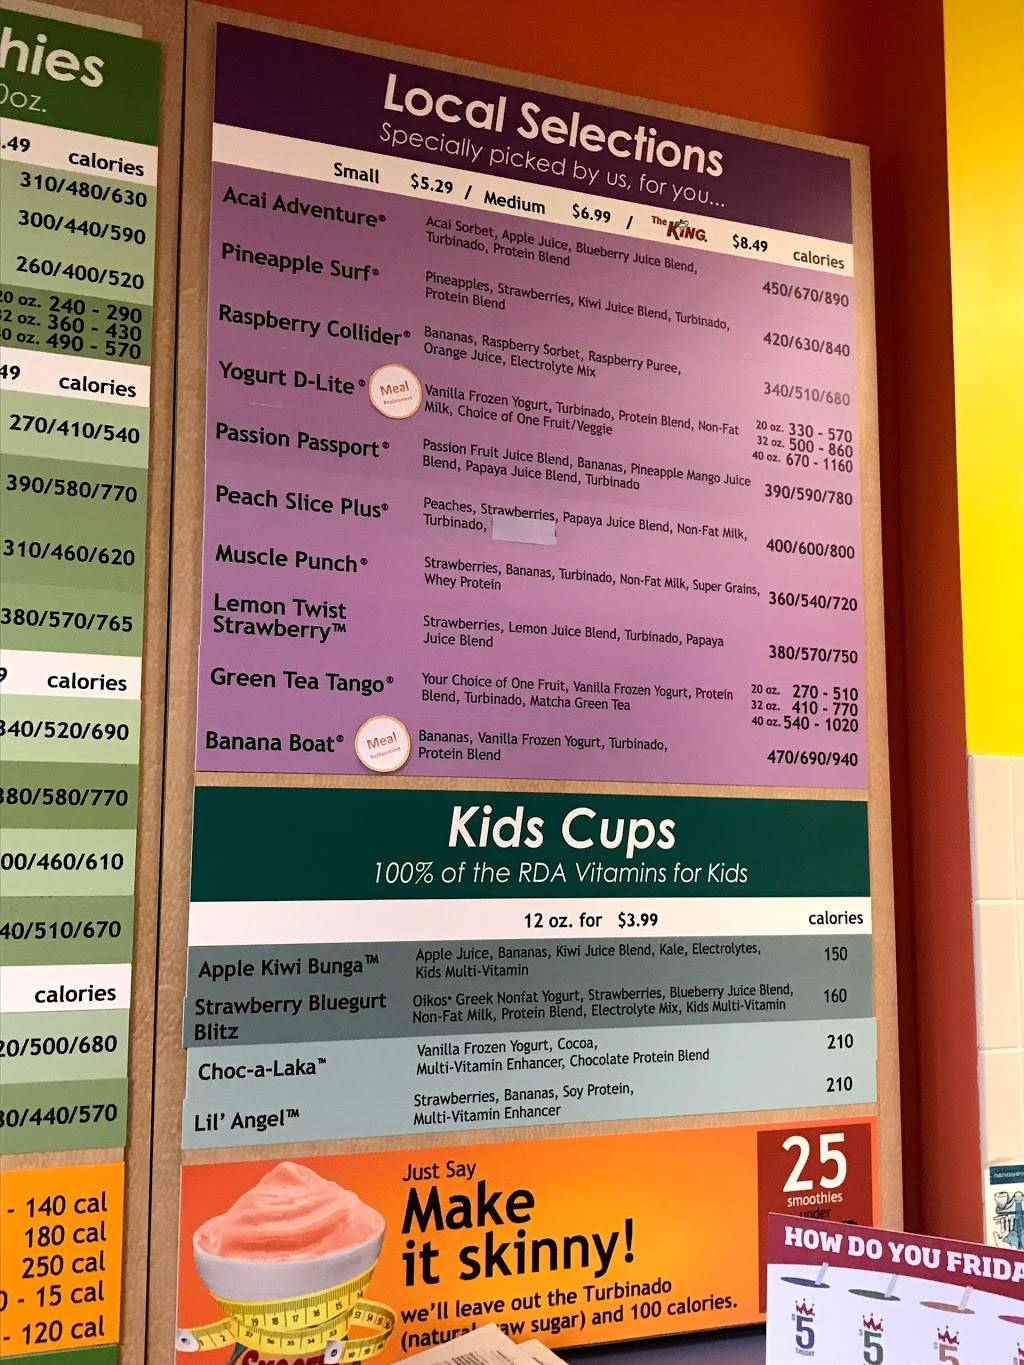 hies
0oz.
.49 calories
310/480/630
300/440/590
260/400/520
20 oz. 240 - 290
32 oz. 360 - 430
40 oz. 490 - 570
49 calories
270/410/540
390/580/770
310/460/620
380/570/765
9 calories
340/520/690
380/580/770
00/460/610
40/510/670
calories
20/500/680
30/440/570
- 140 cal
180 cal
250 cal
0 - 15 cal
- 120 cal
Local Selections
Specially picked by us, for you...
Small $5.29 / Medium $6.99 / The KING. $8.49 calories
Acai Adventure® Acai Sorbet, Apple Juice, Blueberry Juice Blend,
Turbinado, Protein Blend 450/670/890
Pineapple Surf® Pineapples, Strawberries, Kiwi Juice Blend, Turbinado,
Protein Blend 420/630/840
Raspberry Collider® Bananas, Raspberry Sorbet, Raspberry Puree,
Orange Juice, Electrolyte Mix 340/510/680
Yogurt D-Lite® Meal Replacement Vanilla Frozen Yogurt, Turbinado, Protein Blend, Non-Fat
Milk, Choice of One Fruit/Veggie
20 oz. 330 - 570
32 oz. 500 - 860
40 oz. 670 - 1160
Passion Passport® Passion Fruit Juice Blend, Bananas, Pineapple Mango Juice
Blend, Papaya Juice Blend, Turbinado 390/590/780
Peach Slice Plus® Peaches, Strawberries, Papaya Juice Blend, Non-Fat Milk,
Turbinado, 400/600/800
Muscle Punch® Strawberries, Bananas, Turbinado, Non-Fat Milk, Super Grains,
Whey Protein 360/540/720
Lemon Twist
Strawberry™ Strawberries, Lemon Juice Blend, Turbinado, Papaya
Juice Blend 380/570/750
Green Tea Tango® Your Choice of One Fruit, Vanilla Frozen Yogurt, Protein
Blend, Turbinado, Matcha Green Tea
20 oz. 270 - 510
32 oz. 410 - 770
40 oz. 540 - 1020
Banana Boat® Meal Replacement Bananas, Vanilla Frozen Yogurt, Turbinado,
Protein Blend 470/690/940
Kids Cups
100% of the RDA Vitamins for Kids
12 oz. for $3.99 calories
Apple Kiwi Bunga™ Apple Juice, Bananas, Kiwi Juice Blend, Kale, Electrolytes,
Kids Multi-Vitamin 150
Strawberry Bluegurt
Blitz Oikos® Greek Nonfat Yogurt, Strawberries, Blueberry Juice Blend,
Non-Fat Milk, Protein Blend, Electrolyte Mix, Kids Multi-Vitamin 160
Choc-a-Laka™ Vanilla Frozen Yogurt, Cocoa,
Multi-Vitamin Enhancer, Chocolate Protein Blend 210
Lil' Angel™ Strawberries, Bananas, Soy Protein,
Multi-Vitamin Enhancer 210
Just Say
Make
it skinny!
we'll leave out the Turbinado
(natural raw sugar) and 100 calories.
25
smoothies
under
HOW DO YOU FRIDA
$5
$5